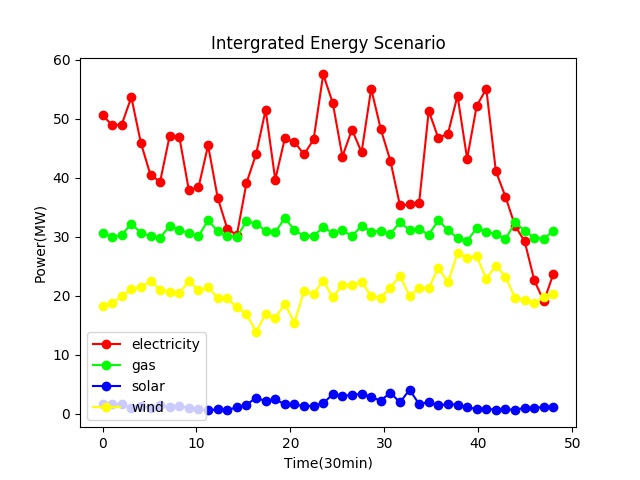 Intergrated Energy Scenario
Power(MW)
60
50
40
30
20
10
0
electricity
gas
solar
wind
0 10 20 30 40 50
Time(30min)